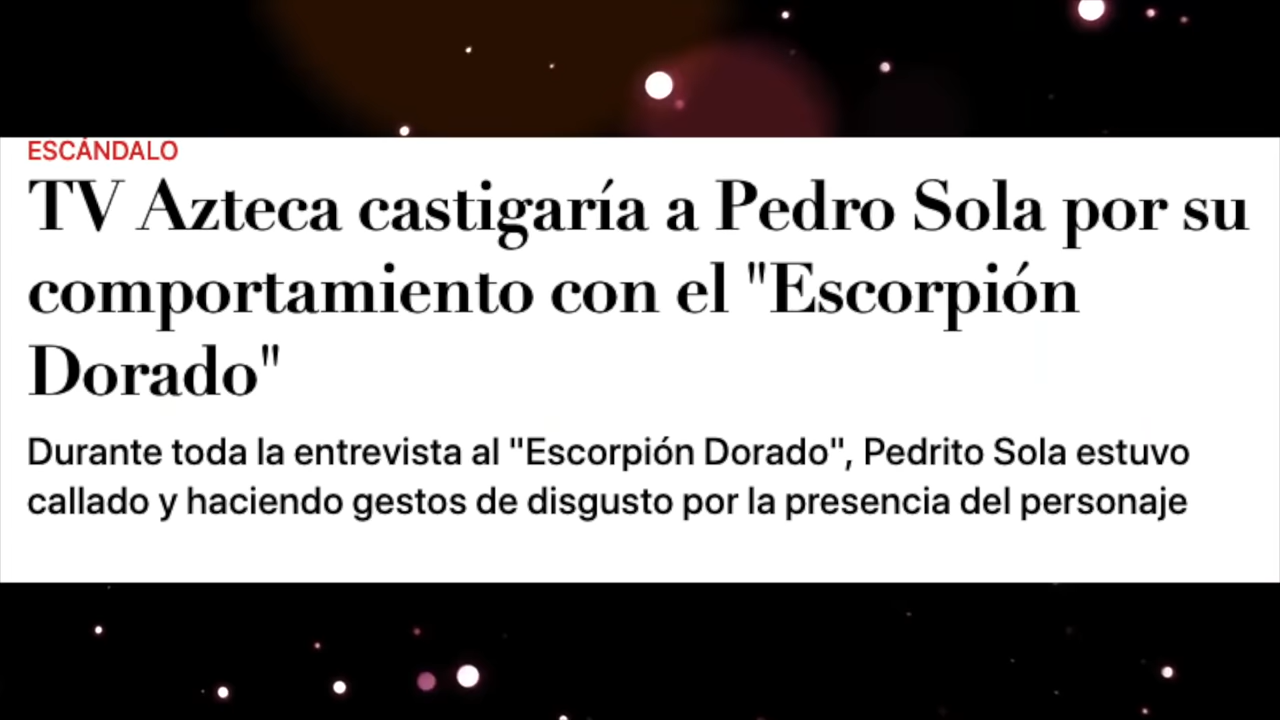 ESCÁNDALO
TV Azteca castigaría a Pedro Sola por su
comportamiento con el "Escorpión
Dorado"
Durante toda la entrevista al "Escorpión Dorado", Pedrito Sola estuvo
callado y haciendo gestos de disgusto por la presencia del personaje